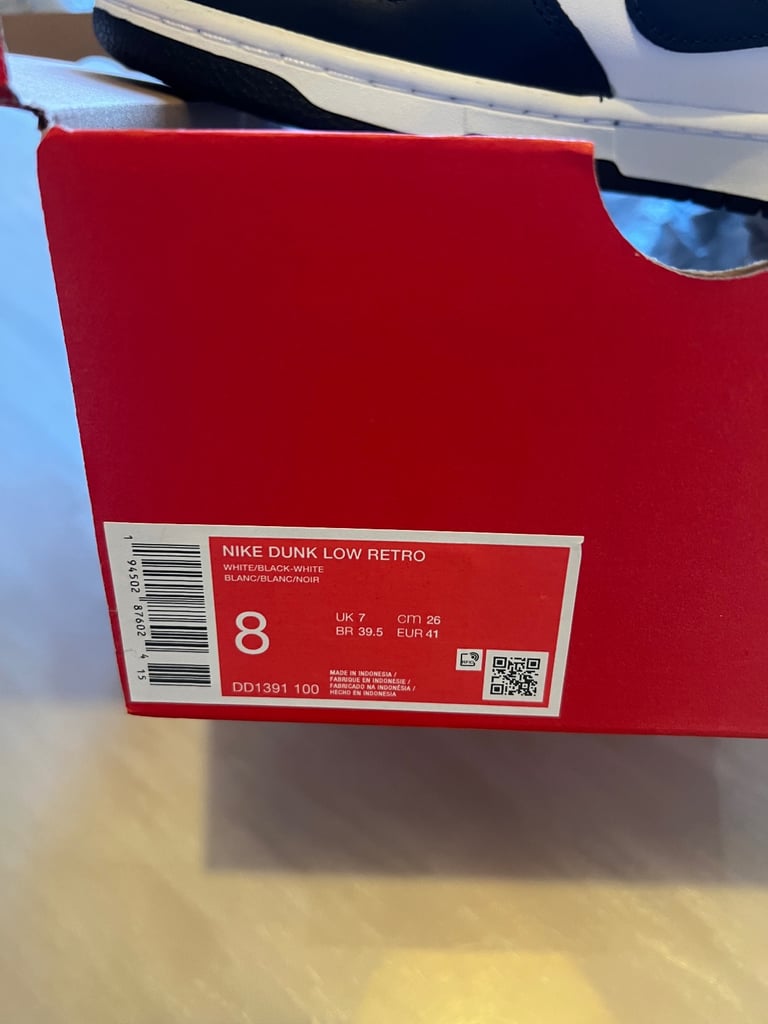 NIKE DUNK LOW RETRO
WHITE/BLACK-WHITE
BLANC/BLANC/NOIR
8
UK 7 cm 26
BR 39.5 EUR 41
DD1391 100
MADE IN INDONESIA /
FABRIQUE EN INDONESIE /
FABRICADO NA INDONÉSIA /
HECHO EN INDONESIA
1 94502 87602 4 15